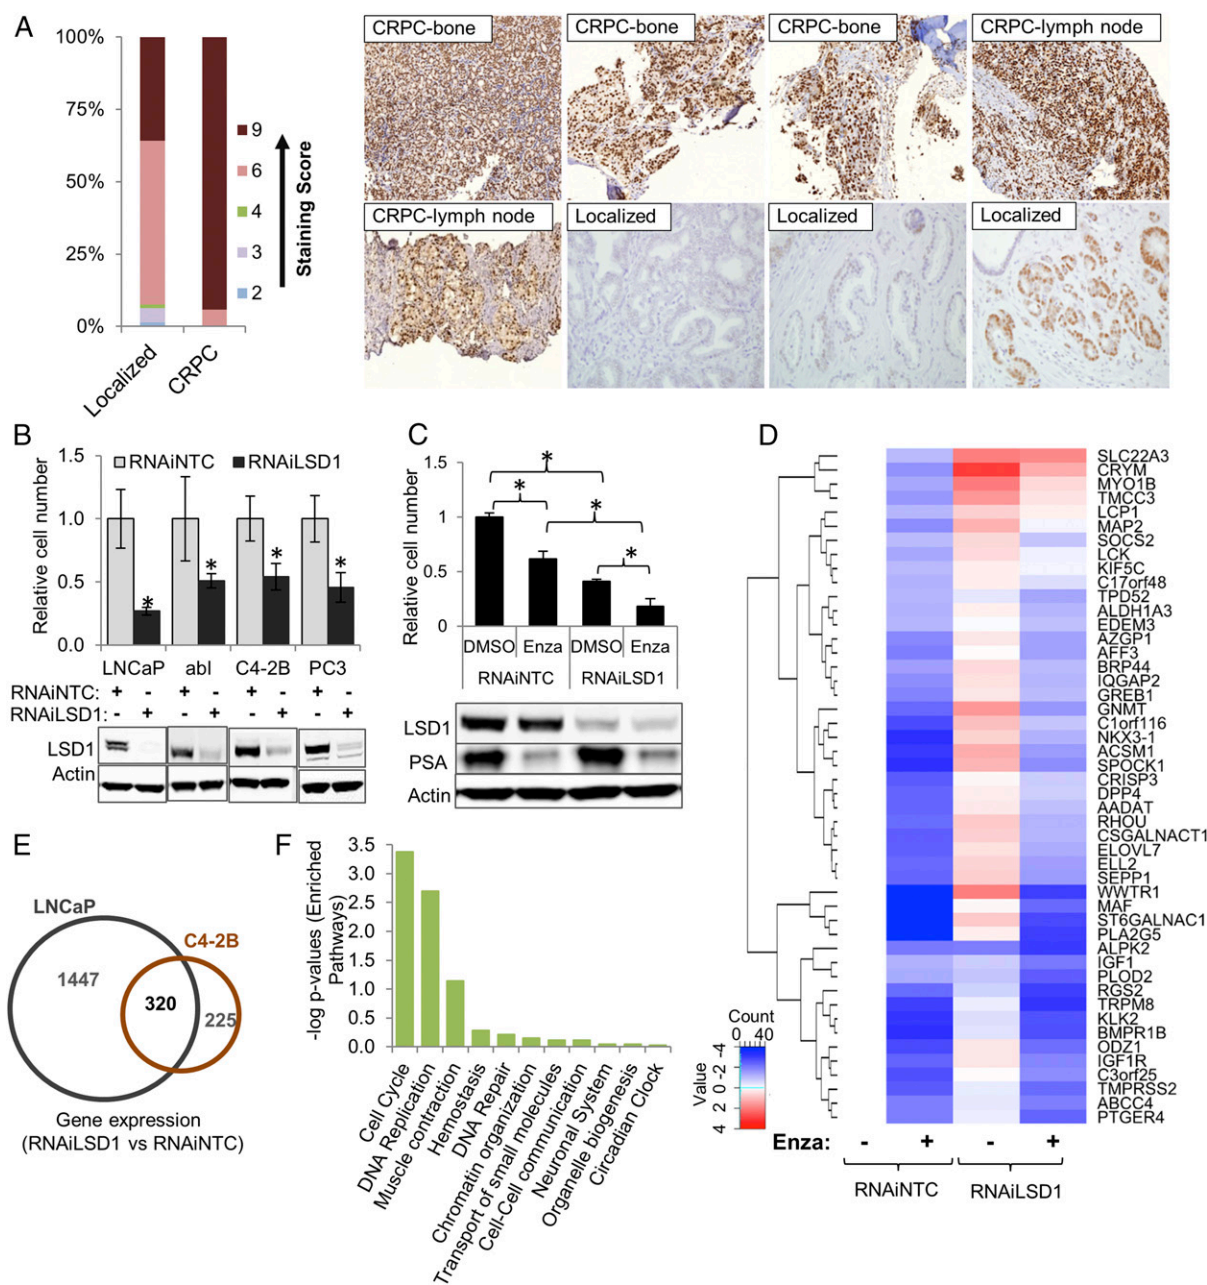 A
100%
75%
50%
25%
0%
Localized
CRPC
9
6
4
3
2
Staining Score
CRPC-bone
CRPC-bone
CRPC-bone
CRPC-lymph node
CRPC-lymph node
Localized
Localized
Localized
B
RNAiNTC
RNAiLSD1
Relative cell number
1.5
1.0
0.5
0.0
*
*
*
*
LNCaP
abl
C4-2B
PC3
RNAiNTC: + - + - + - + -
RNAiLSD1: - + - + - + - +
LSD1
Actin
C
Relative cell number
1.5
1
0.5
0
*
*
*
*
DMSO
Enza
DMSO
Enza
RNAiNTC
RNAiLSD1
LSD1
PSA
Actin
D
SLC22A3
CRYM
MYO1B
TMCC3
LCP1
MAP2
SOCS2
LCK
KIF5C
C17orf48
TPD52
ALDH1A3
EDEM3
AZGP1
AFF3
BRP44
IQGAP2
GREB1
GNMT
C1orf116
NKX3-1
ACSM1
SPOCK1
CRISP3
DPP4
AADAT
RHOU
CSGALNACT1
ELOVL7
ELL2
SEPP1
WWTR1
MAF
ST6GALNAC1
PLA2G5
ALPK2
IGF1
PLOD2
RGS2
TRPM8
KLK2
BMPR1B
ODZ1
IGF1R
C3orf25
TMPRSS2
ABCC4
PTGER4
Count
0 40
Value
-4
-2
0
2
4
Enza: - + - +
RNAiNTC
RNAiLSD1
E
LNCaP
C4-2B
1447
320
225
Gene expression
(RNAiLSD1 vs RNAiNTC)
F
-log p-values (Enriched
Pathways)
3.5
3.0
2.5
2.0
1.5
1.0
0.5
0.0
Cell Cycle
DNA Replication
Muscle contraction
Hemostasis
DNA Repair
Chromatin organization
Transport of small molecules
Cell-Cell communication
Neuronal System
Organelle biogenesis
Circadian Clock